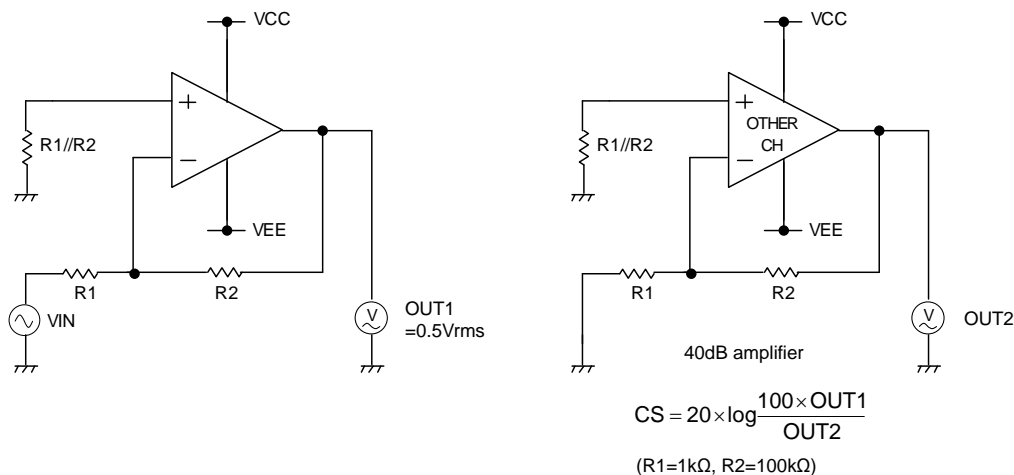 VCC
+
R1//R2
−
VEE
R1
R2
VIN
V
OUT1
=0.5Vrms
VCC
+
OTHER
CH
R1//R2
−
VEE
R1
R2
V
OUT2
40dB amplifier
CS = 20×log 100×OUT1 / OUT2
(R1=1kΩ, R2=100kΩ)